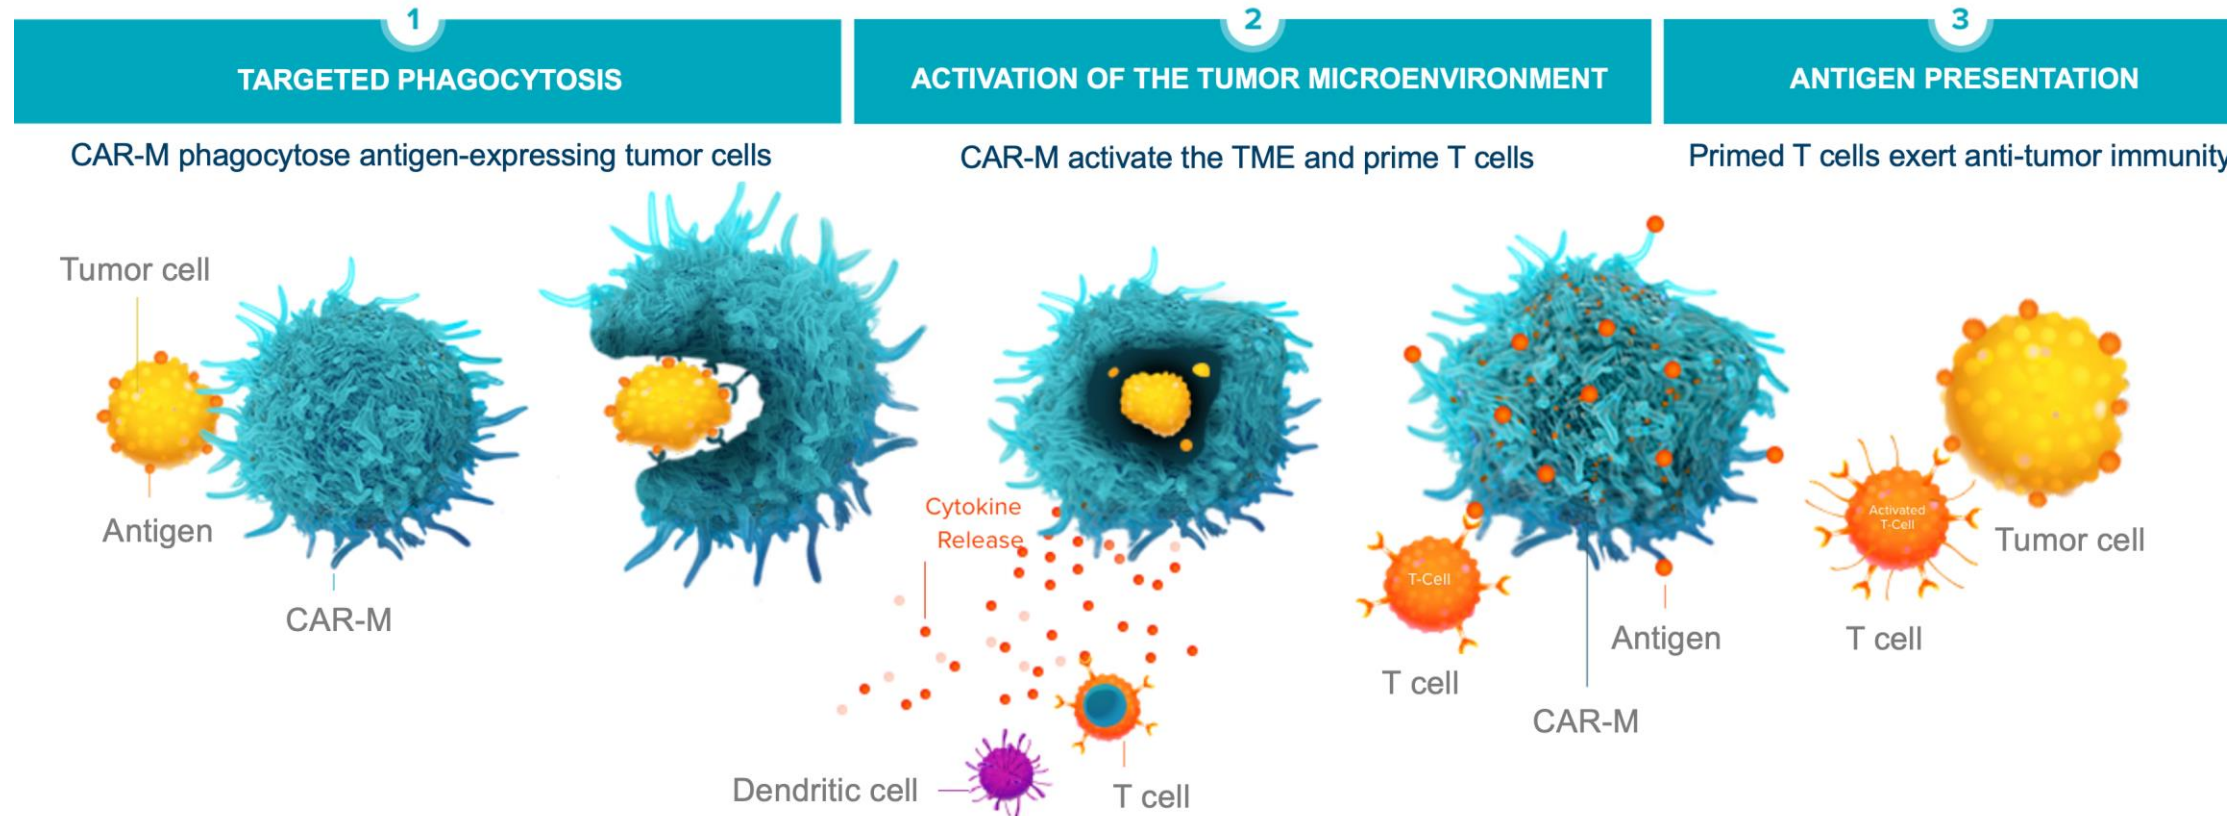 1
TARGETED PHAGOCYTOSIS
CAR-M phagocytose antigen-expressing tumor cells
Tumor cell
Antigen
CAR-M
2
ACTIVATION OF THE TUMOR MICROENVIRONMENT
CAR-M activate the TME and prime T cells
Cytokine
Release
Dendritic cell
T cell
T-Cell
T cell
Antigen
CAR-M
3
ANTIGEN PRESENTATION
Primed T cells exert anti-tumor immunity
Activated
T-Cell
Tumor cell
T cell